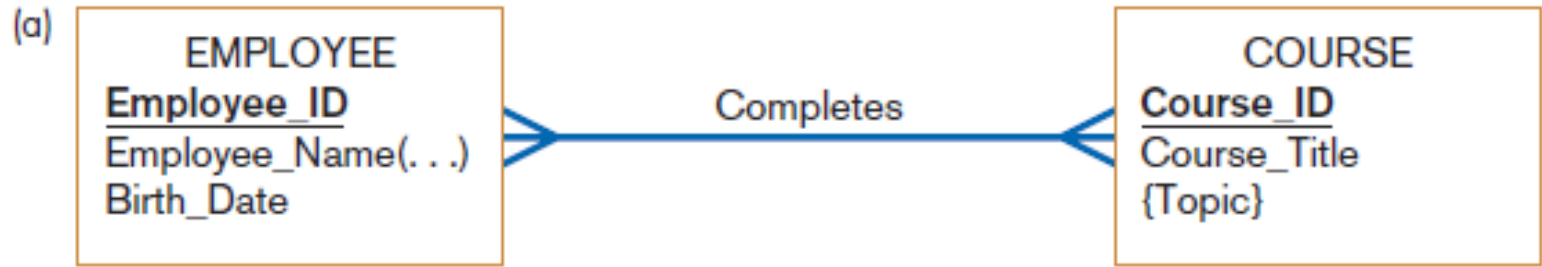 (a)
EMPLOYEE
Employee_ID
Employee_Name(. . .)
Birth_Date
Completes
COURSE
Course_ID
Course_Title
{Topic}